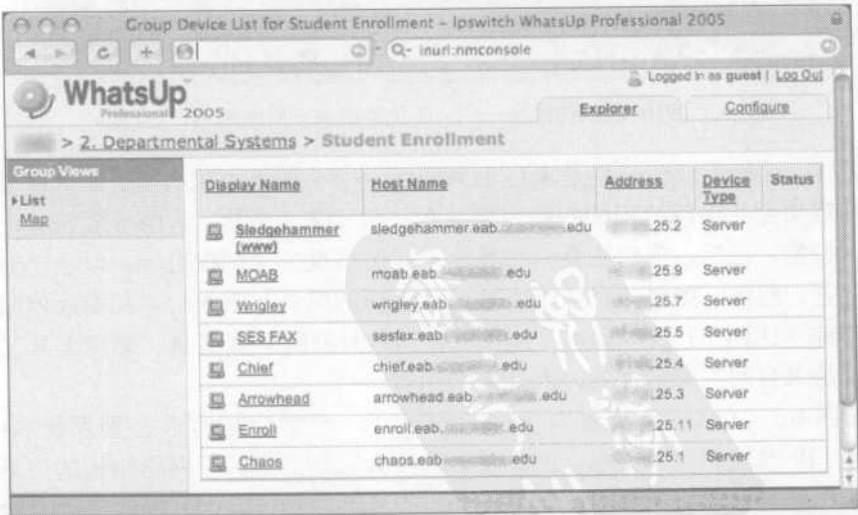 Group Device List for Student Enrollment – Ipswitch WhatsUp Professional 2005
inurl:nmconsole
Logged in as guest | Log Out
WhatsUp
Professional 2005
Explorer
Configure
> 2. Departmental Systems > Student Enrollment
Group Views
List
Map
Display Name Host Name Address Device Type Status
Sledgehammer (www) sledgehammer.eab. .edu .25.2 Server
MOAB moab.eab. .edu .25.9 Server
Wrigley wrigley.eab. .edu .25.7 Server
SES FAX sesfax.eab. .edu .25.5 Server
Chief chief.eab. .edu .25.4 Server
Arrowhead arrowhead.eab. .edu .25.3 Server
Enroll enroll.eab. .edu .25.11 Server
Chaos chaos.eab. .edu .25.1 Server